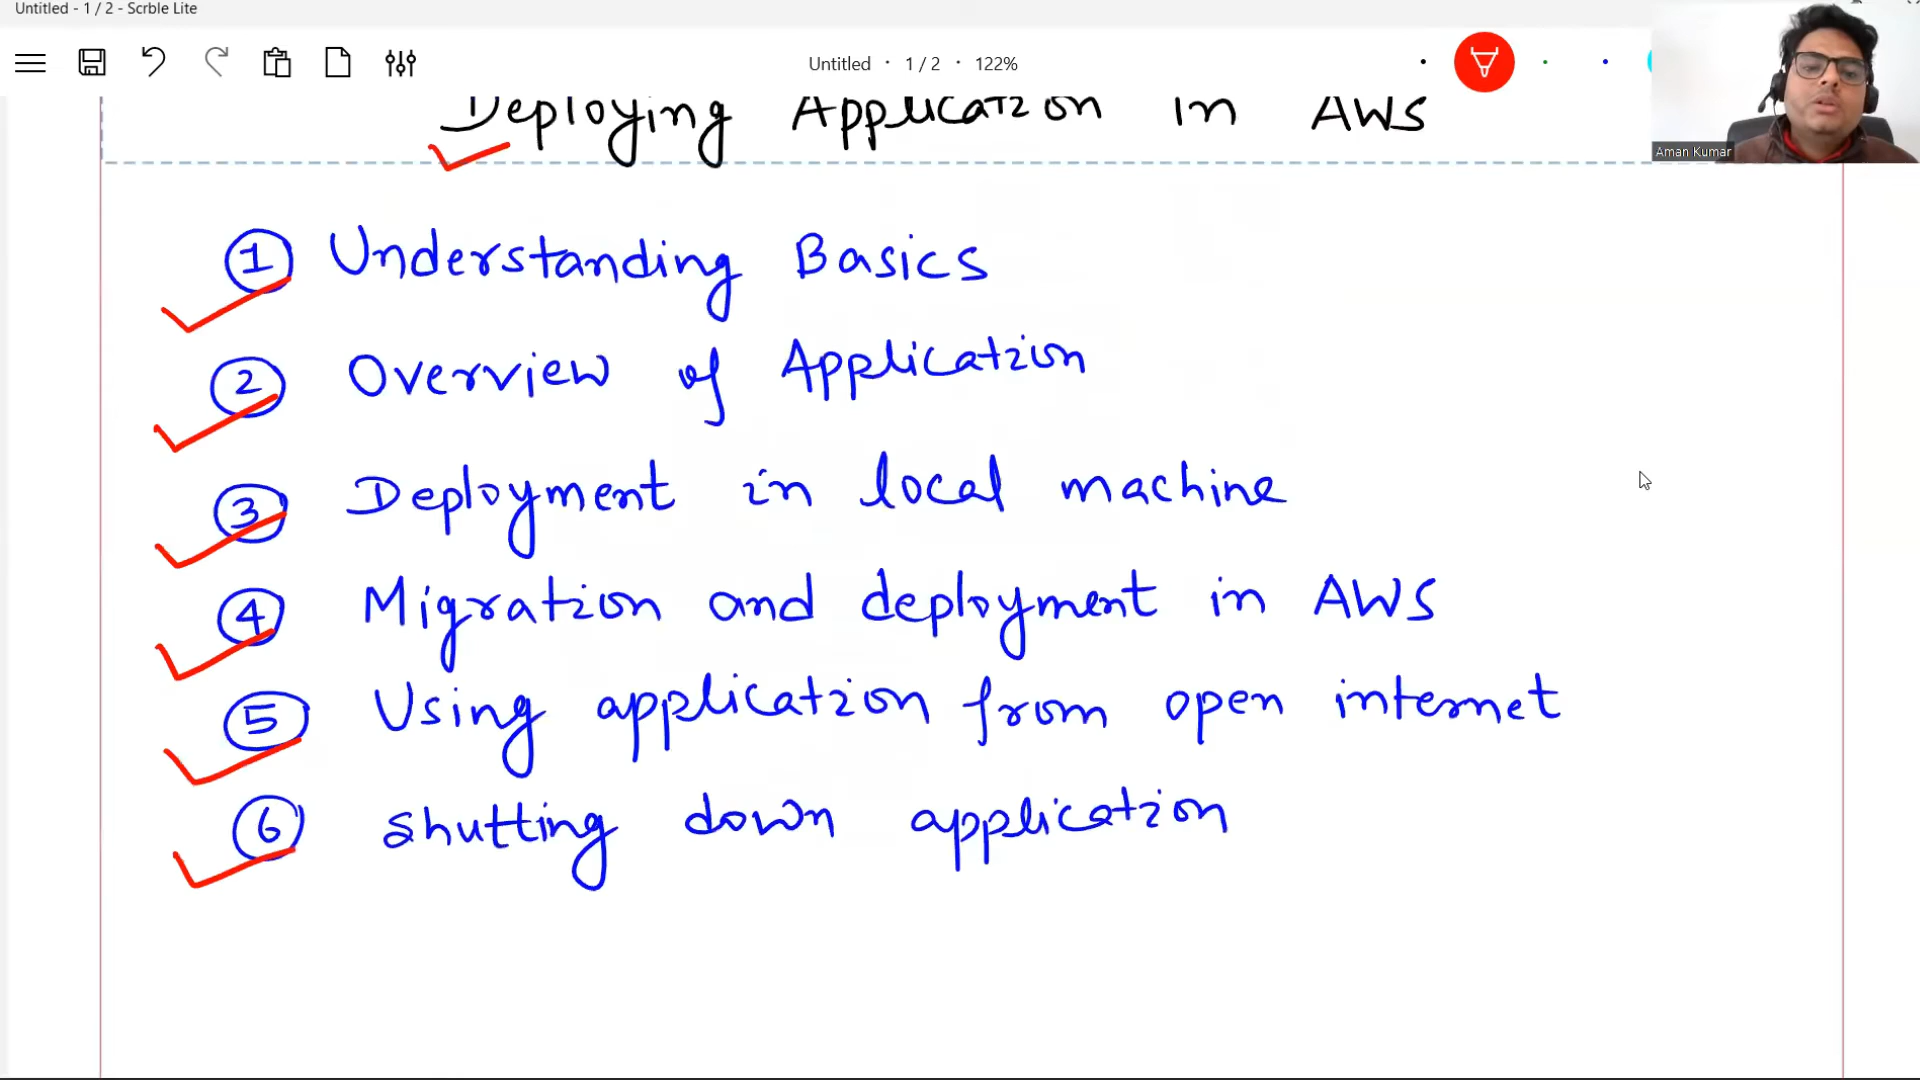 Untitled - 1 / 2 - Scrble Lite
Untitled • 1 / 2 • 122%
Deploying Application in AWS
Aman Kumar
1 Understanding Basics
2 Overview of Application
3 Deployment in local machine
4 Migration and deployment in AWS
5 Using application from open internet
6 shutting down application